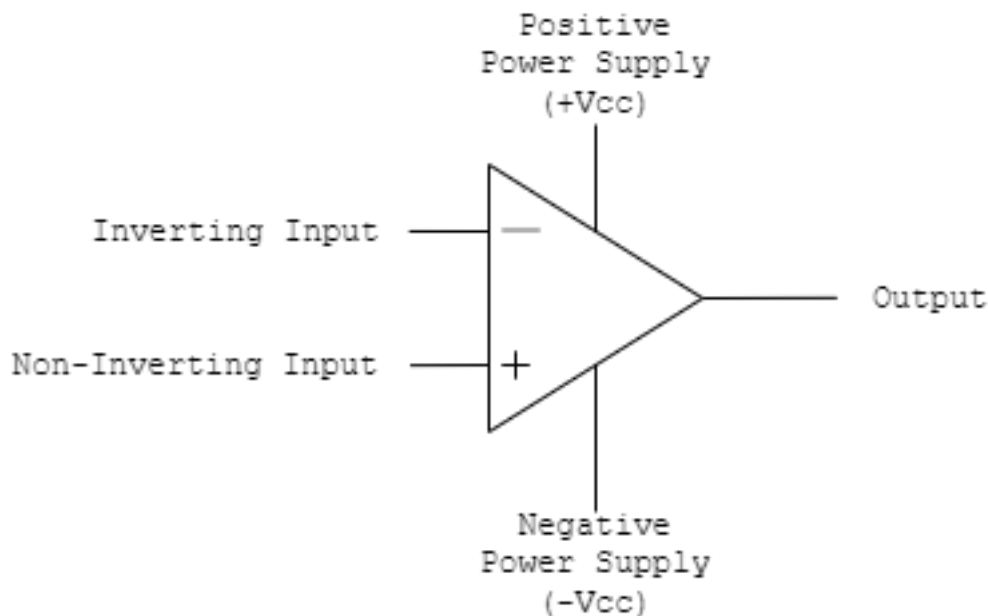 Positive
Power Supply
(+Vcc)
Inverting Input
−
Output
Non-Inverting Input
+
Negative
Power Supply
(-Vcc)